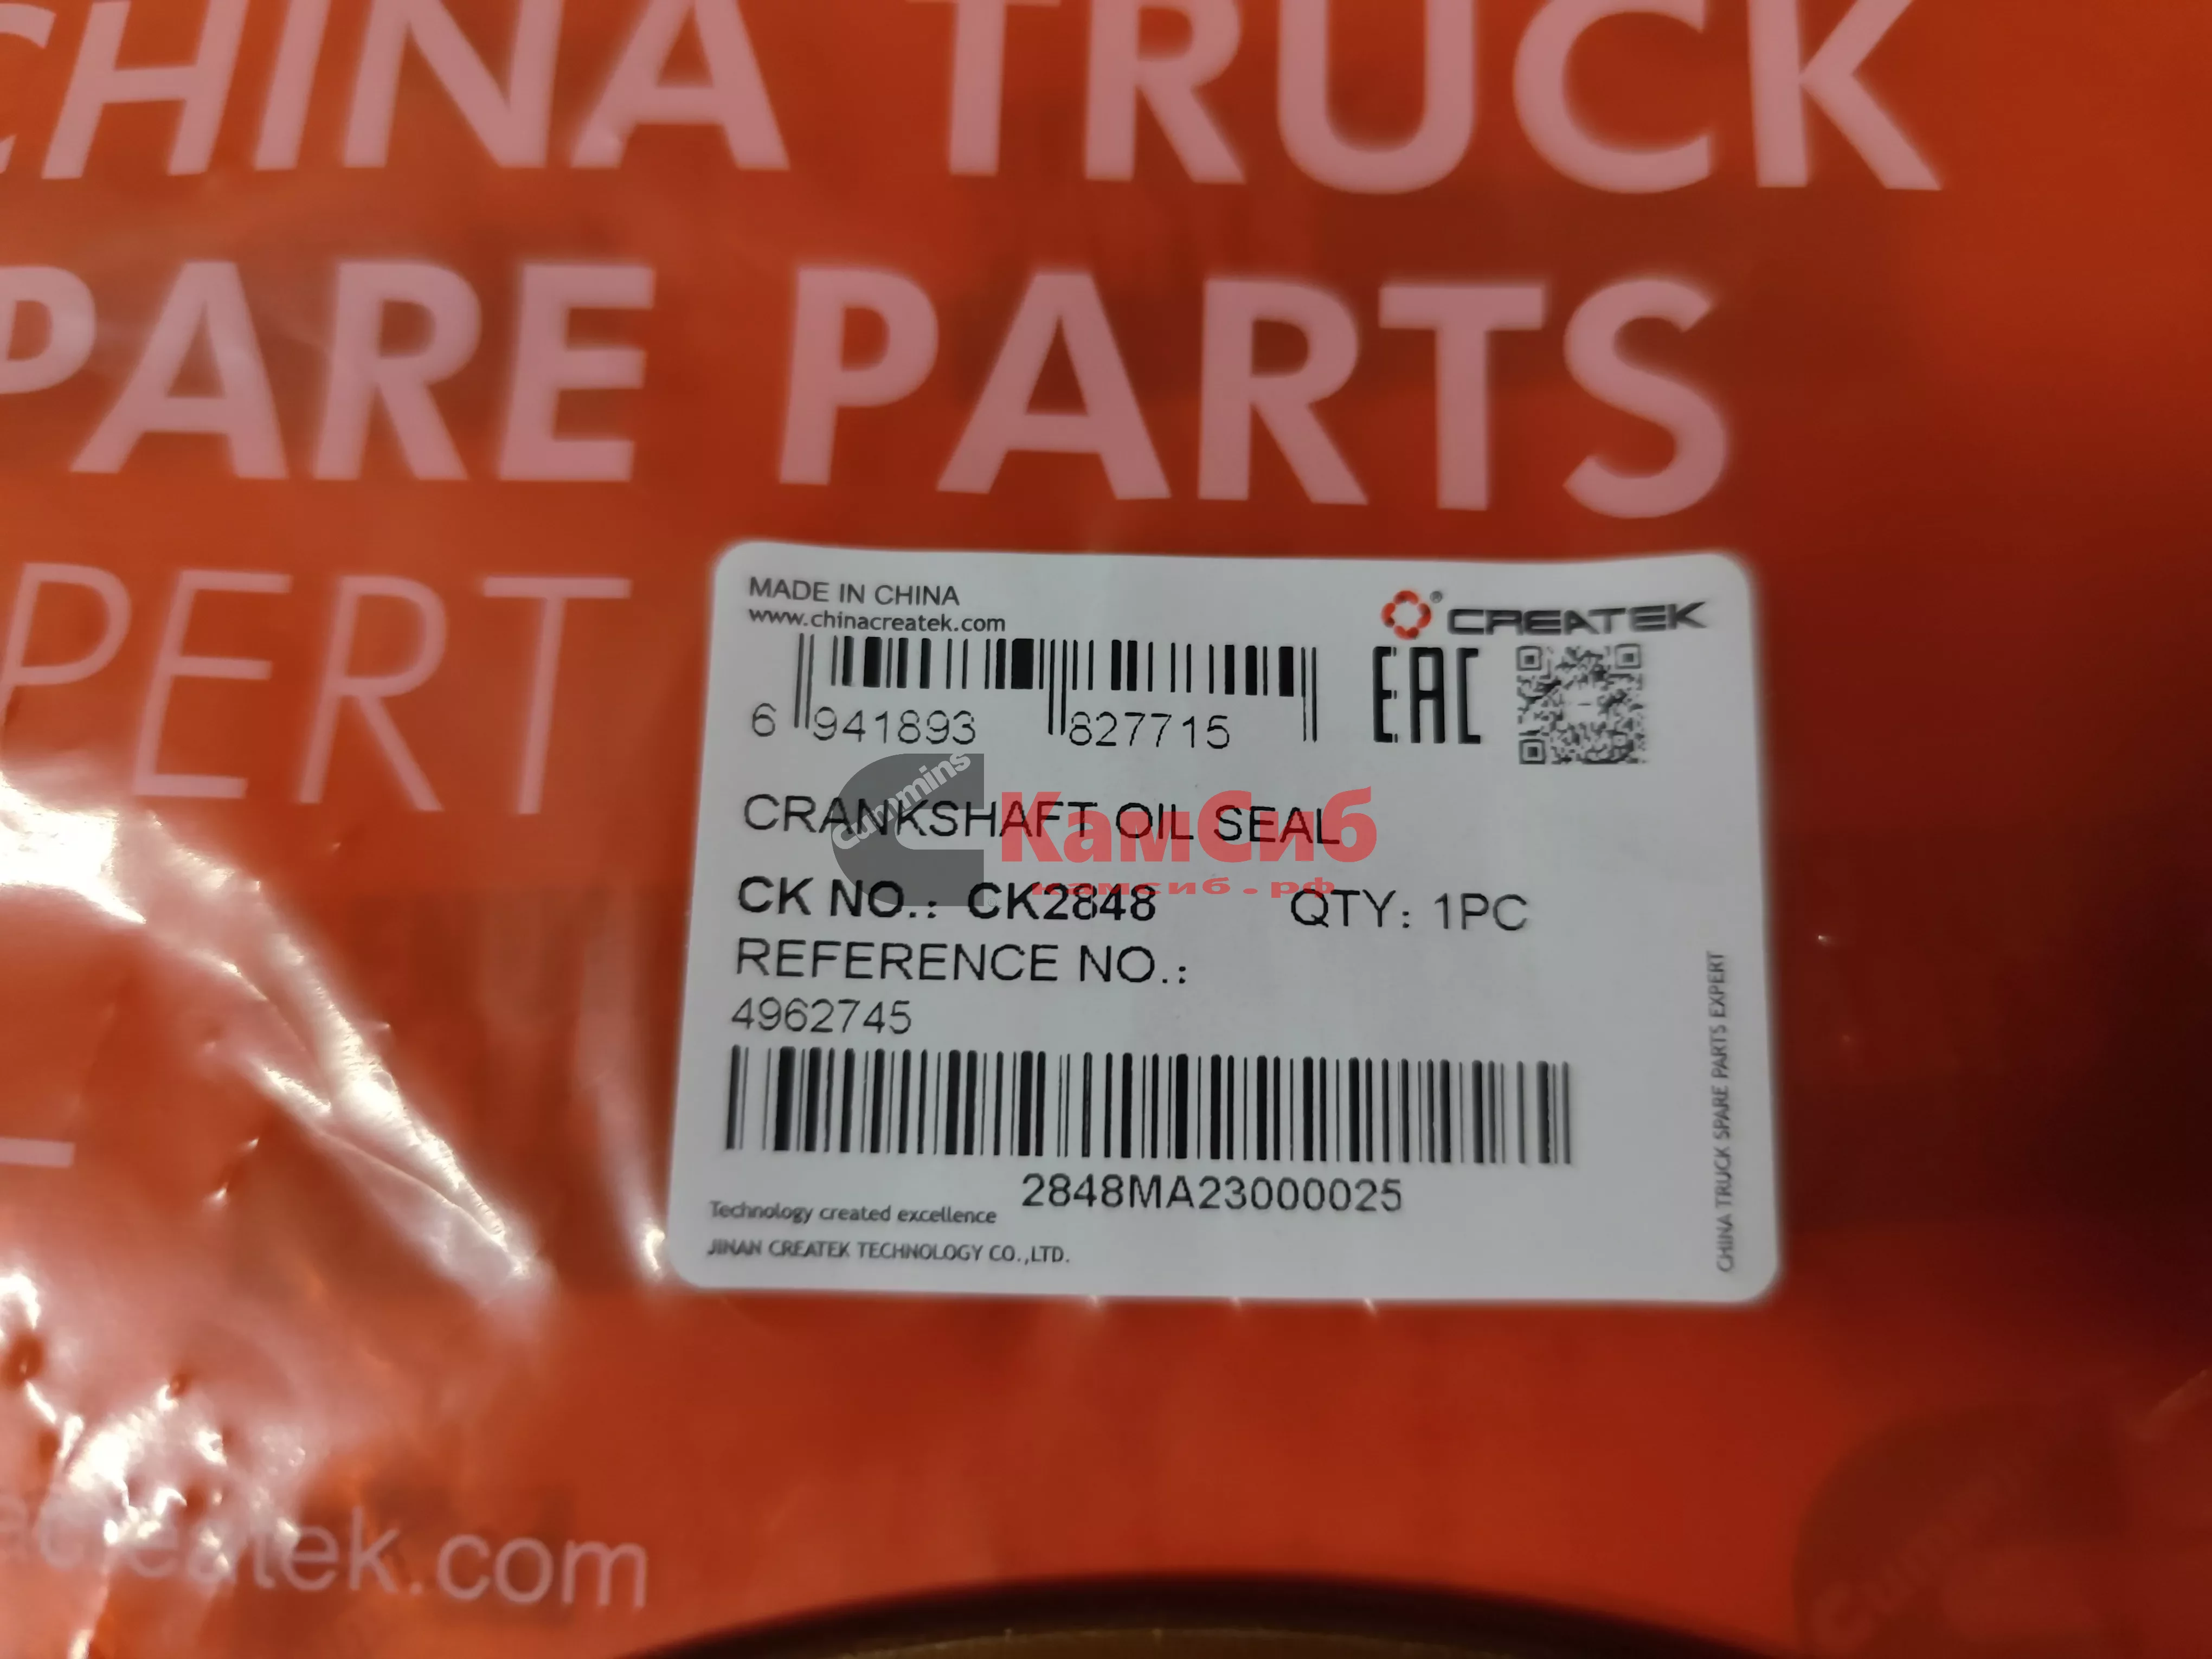 CHINA TRUCK
PARE PARTS
PERT
MADE IN CHINA
www.chinacreatek.com
CREATEK
EAC
6 941893 827715
Cummins
КамСиб
камсиб.рф
CRANKSHAFT OIL SEAL
CK NO.: CK2848 QTY: 1PC
REFERENCE NO.:
4962745
2848MA23000025
Technology created excellence
JINAN CREATEK TECHNOLOGY CO.,LTD.
CHINA TRUCK SPARE PARTS EXPERT
acreatek.com
Cummins